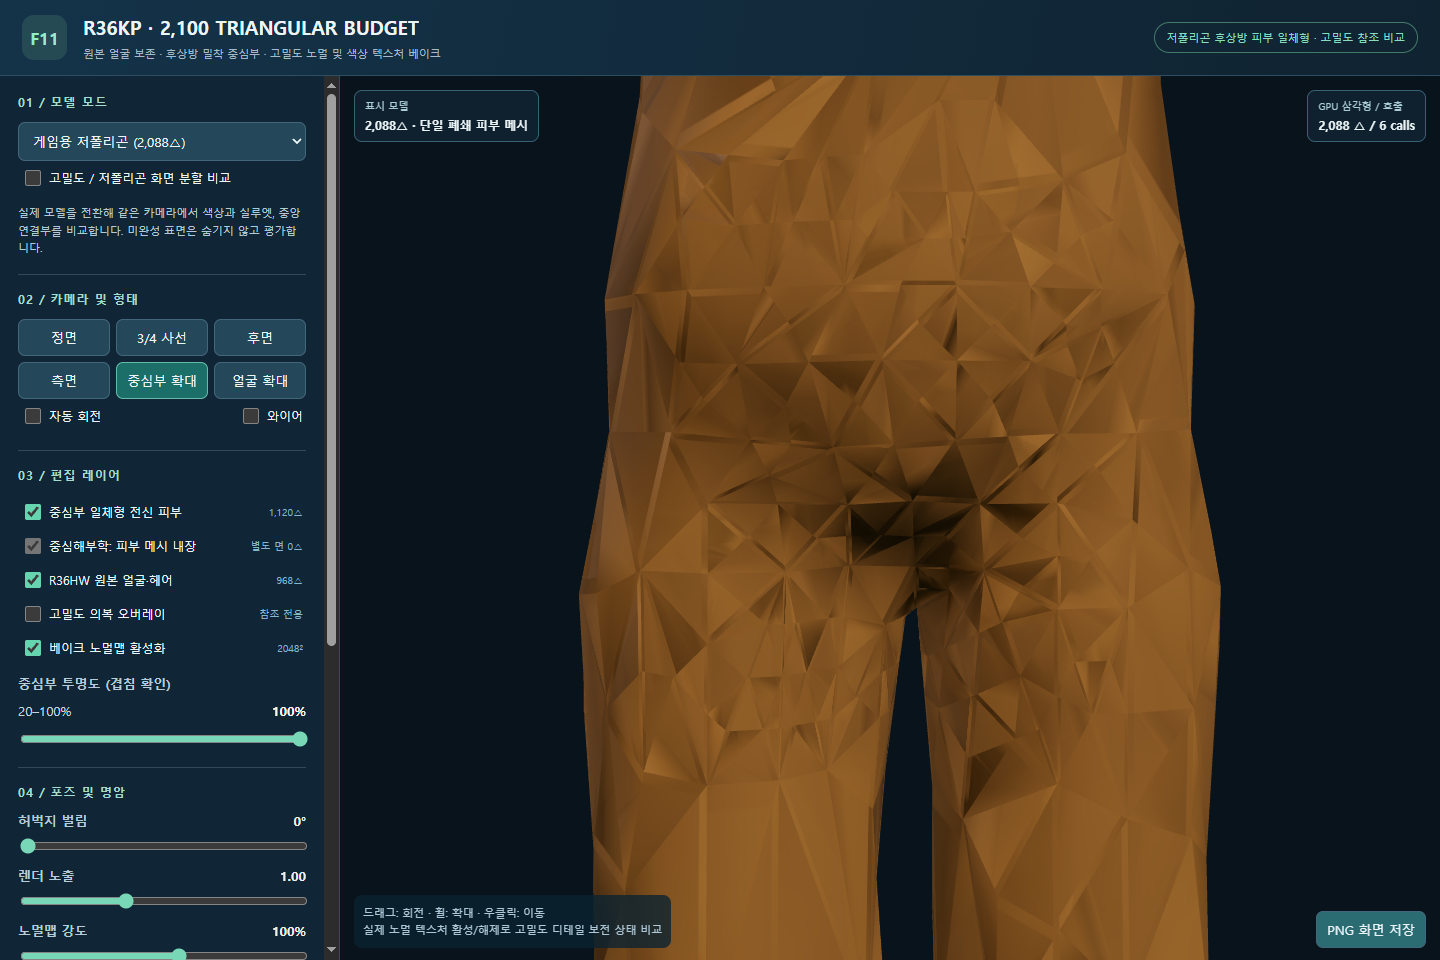 F11
R36KP · 2,100 TRIANGULAR BUDGET
원본 얼굴 보존 · 후상방 밀착 중심부 · 고밀도 노멀 및 색상 텍스처 베이크
저폴리곤 후상방 피부 일체형 · 고밀도 참조 비교
01 / 모델 모드
게임용 저폴리곤 (2,088△)
고밀도 / 저폴리곤 화면 분할 비교
실제 모델을 전환해 같은 카메라에서 색상과 실루엣, 중앙
연결부를 비교합니다. 미완성 표면은 숨기지 않고 평가합
니다.
02 / 카메라 및 형태
정면
3/4 사선
후면
측면
중심부 확대
얼굴 확대
자동 회전
와이어
03 / 편집 레이어
중심부 일체형 전신 피부
1,120△
중심해부학: 피부 메시 내장
별도 면 0△
R36HW 원본 얼굴·헤어
968△
고밀도 의복 오버레이
참조 전용
베이크 노멀맵 활성화
2048²
중심부 투명도 (겹침 확인)
20–100%
100%
04 / 포즈 및 명암
허벅지 벌림
0°
렌더 노출
1.00
노멀맵 강도
100%
표시 모델
2,088△ · 단일 폐쇄 피부 메시
GPU 삼각형 / 호출
2,088 △ / 6 calls
드래그: 회전 · 휠: 확대 · 우클릭: 이동
실제 노멀 텍스처 활성/해제로 고밀도 디테일 보전 상태 비교
PNG 화면 저장